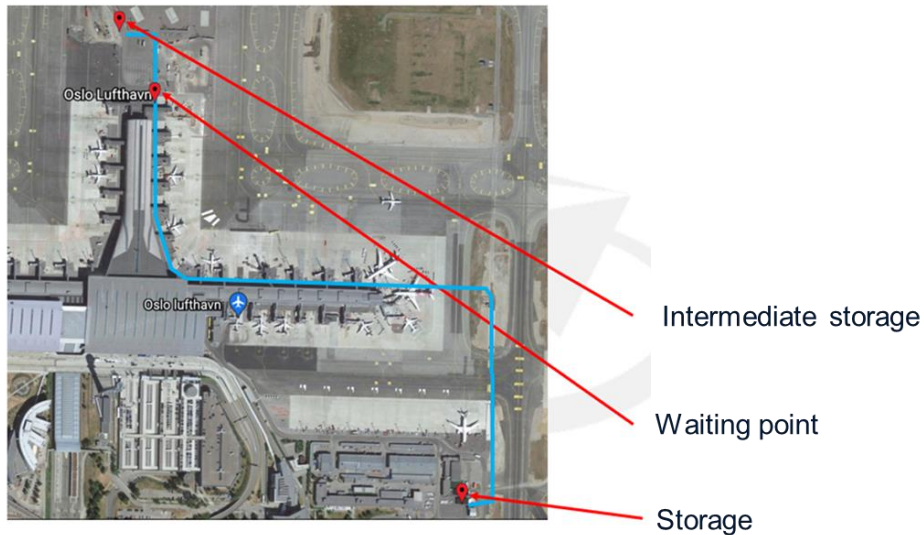 Oslo Lufthavn
Oslo lufthavn
Intermediate storage
Waiting point
Storage